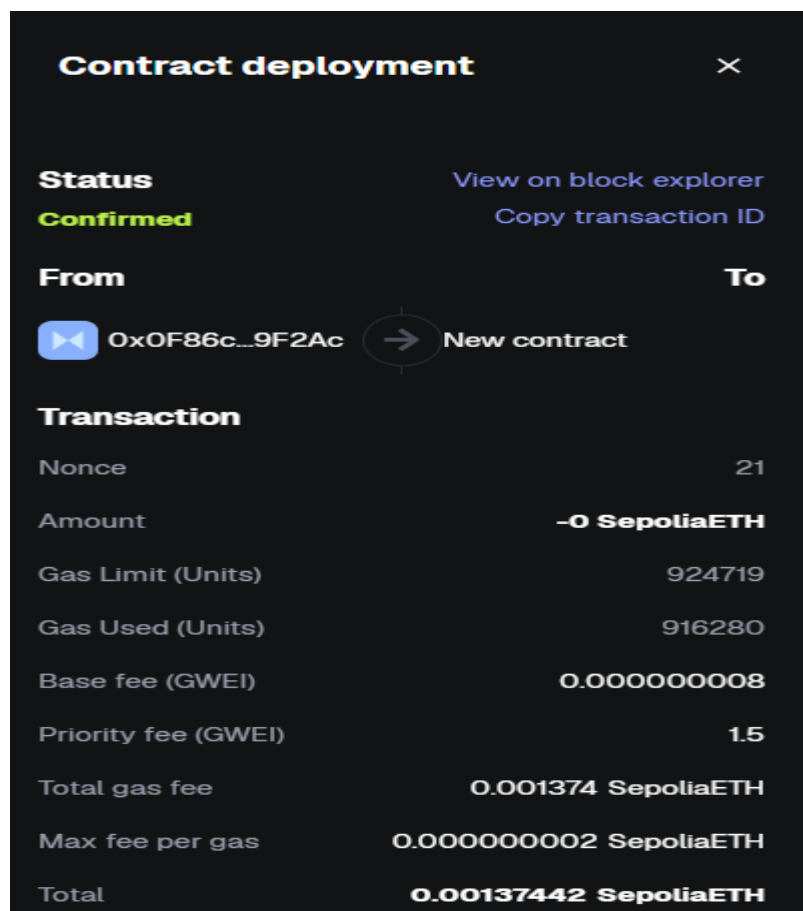 Contract deployment
Status View on block explorer
Confirmed Copy transaction ID
From To
0x0F86c...9F2Ac New contract
Transaction
Nonce 21
Amount -0 SepoliaETH
Gas Limit (Units) 924719
Gas Used (Units) 916280
Base fee (GWEI) 0.000000008
Priority fee (GWEI) 1.5
Total gas fee 0.001374 SepoliaETH
Max fee per gas 0.000000002 SepoliaETH
Total 0.00137442 SepoliaETH